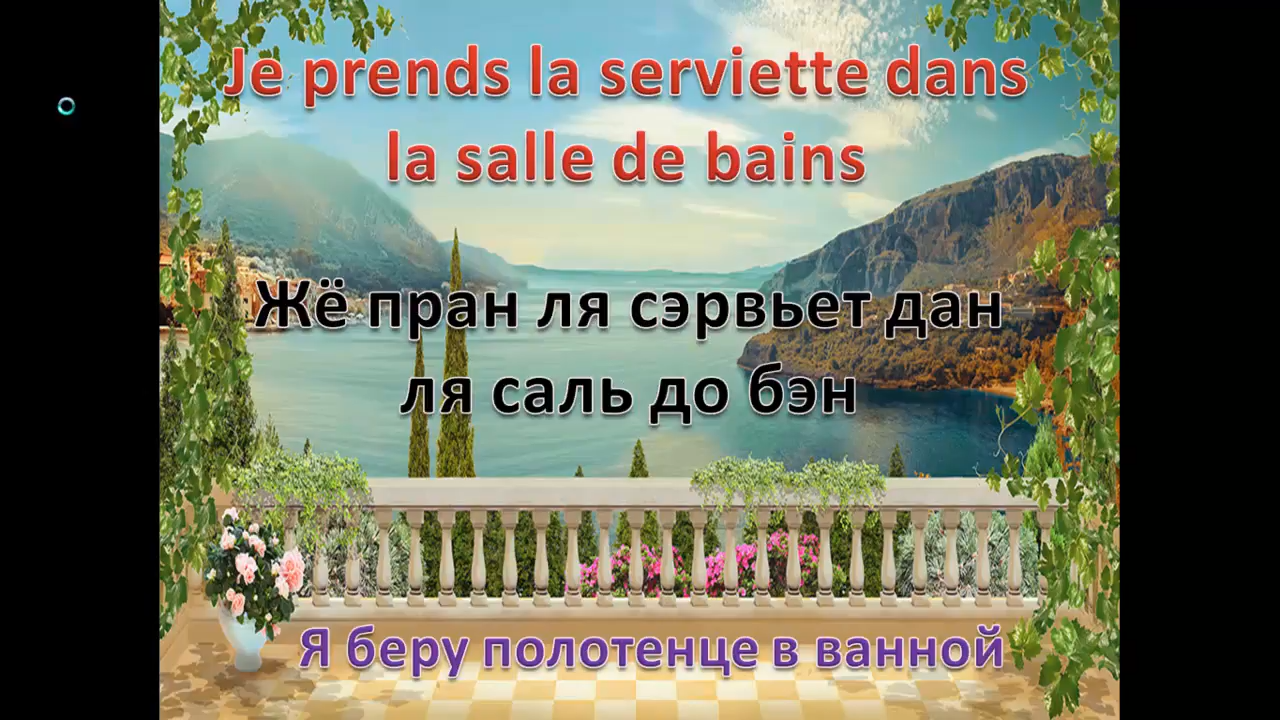 Je prends la serviette dans
la salle de bains
Жё пран ля сэрвьет дан
ля саль до бэн
Я беру полотенце в ванной